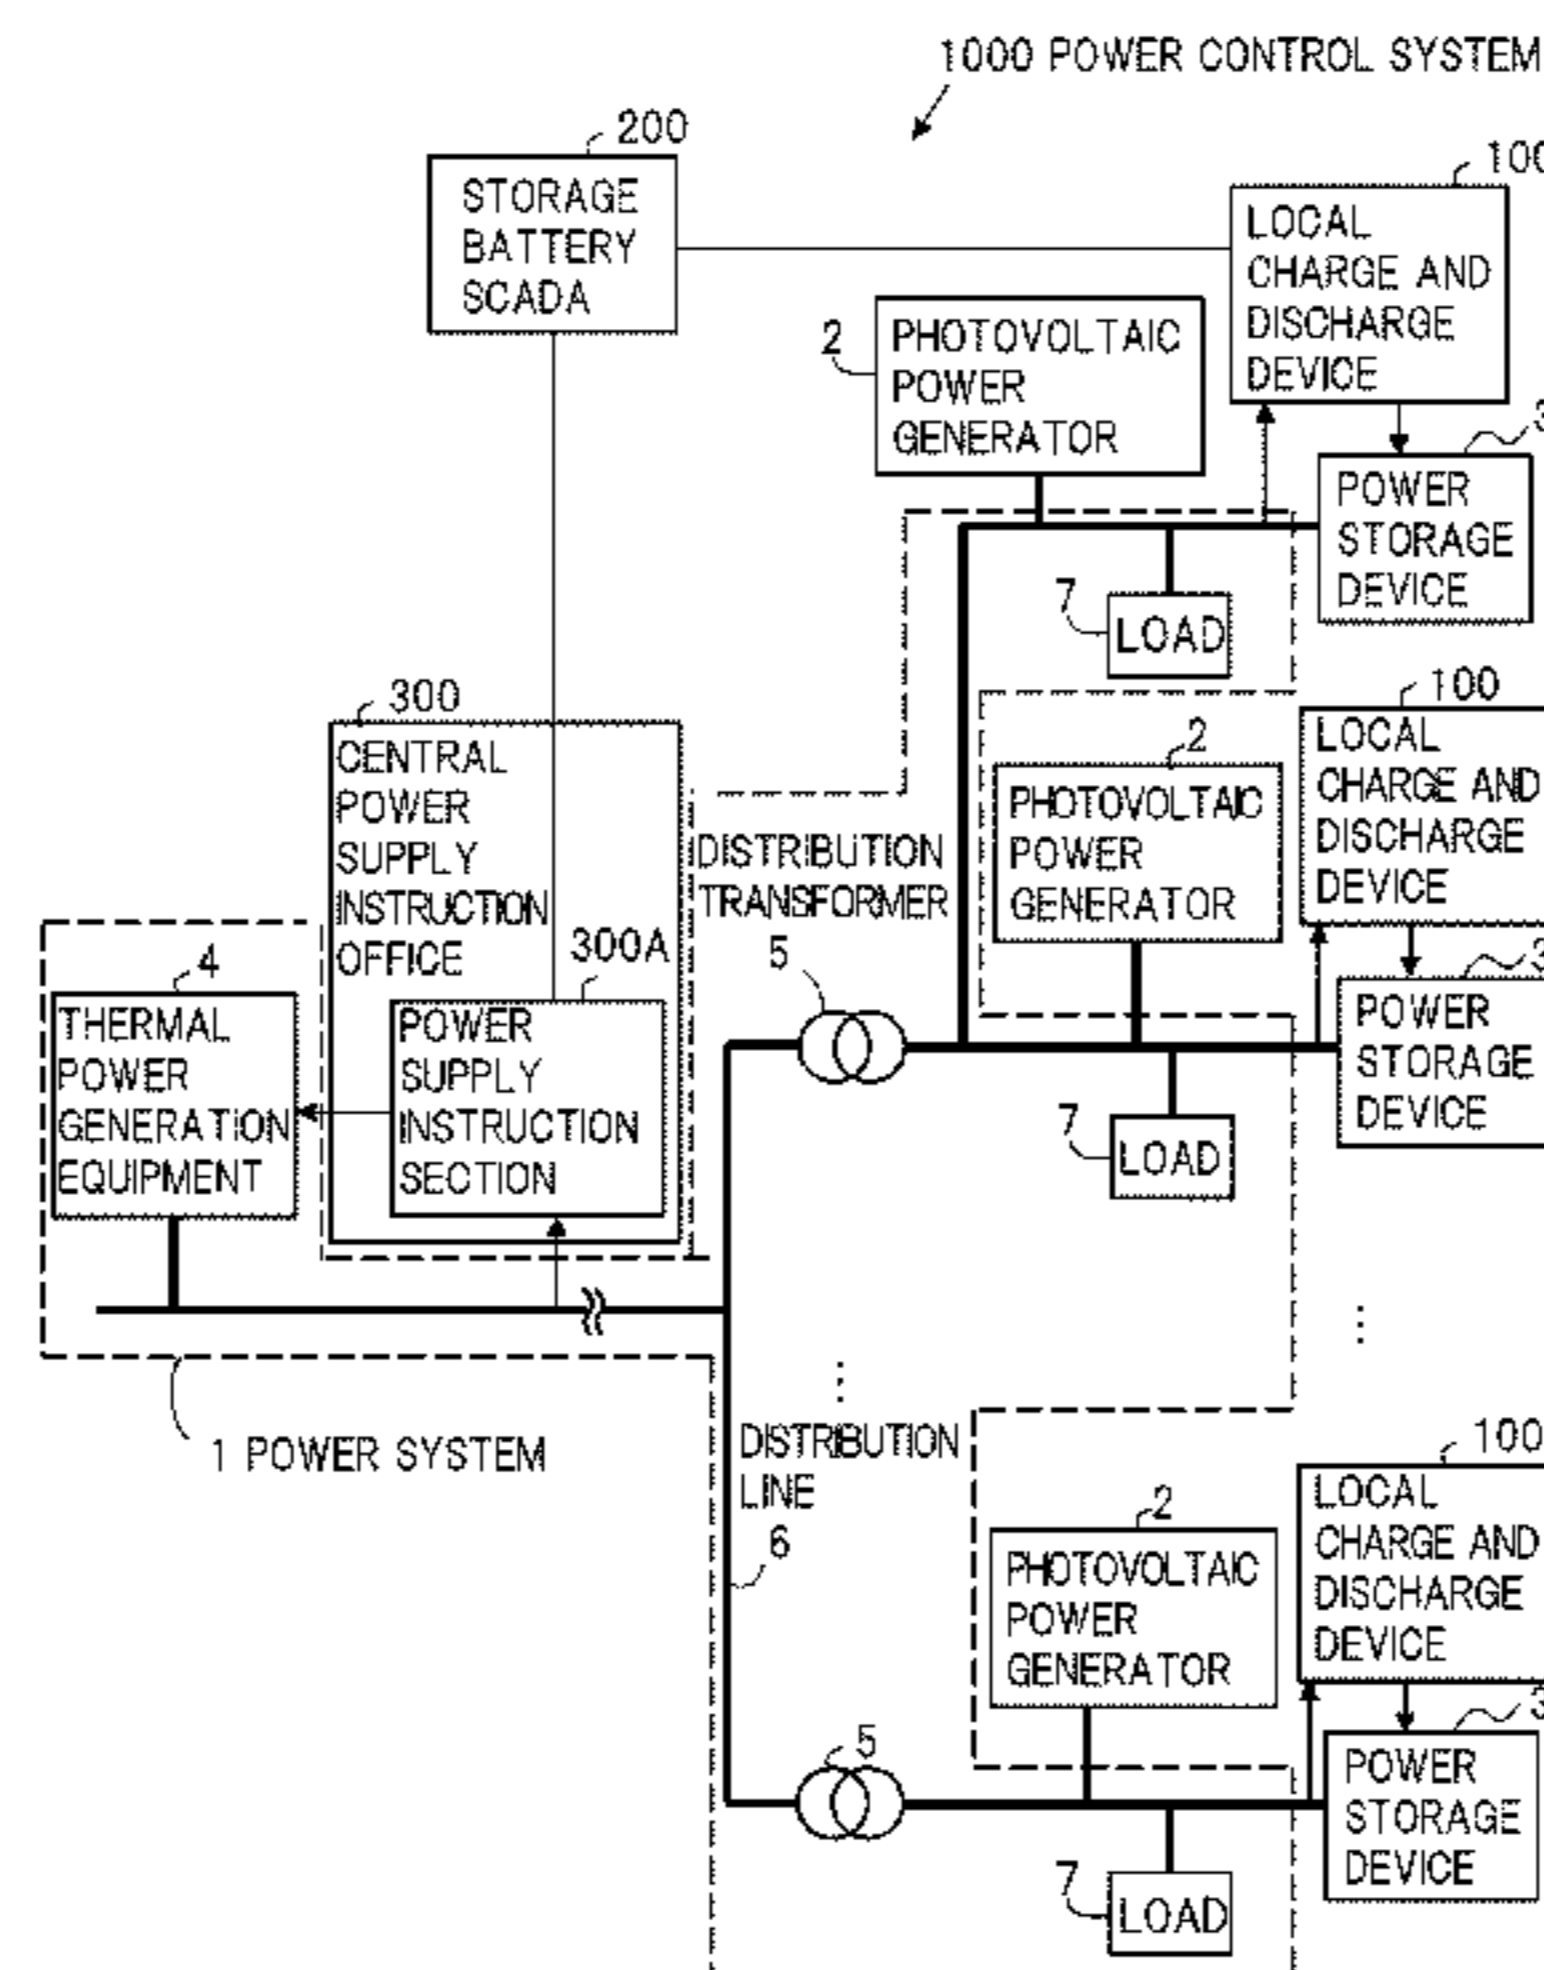 1000 POWER CONTROL SYSTEM
200
STORAGE
BATTERY
SCADA
100
LOCAL
CHARGE AND
DISCHARGE
DEVICE
2
PHOTOVOLTAIC
POWER
GENERATOR
3
POWER
STORAGE
DEVICE
7
LOAD
300
CENTRAL
POWER
SUPPLY
INSTRUCTION
OFFICE
300A
POWER
SUPPLY
INSTRUCTION
SECTION
4
THERMAL
POWER
GENERATION
EQUIPMENT
DISTRIBUTION
TRANSFORMER
5
2
PHOTOVOLTAIC
POWER
GENERATOR
100
LOCAL
CHARGE AND
DISCHARGE
DEVICE
3
POWER
STORAGE
DEVICE
7
LOAD
1 POWER SYSTEM
DISTRIBUTION
LINE
6
2
PHOTOVOLTAIC
POWER
GENERATOR
100
LOCAL
CHARGE AND
DISCHARGE
DEVICE
5
3
POWER
STORAGE
DEVICE
7
LOAD